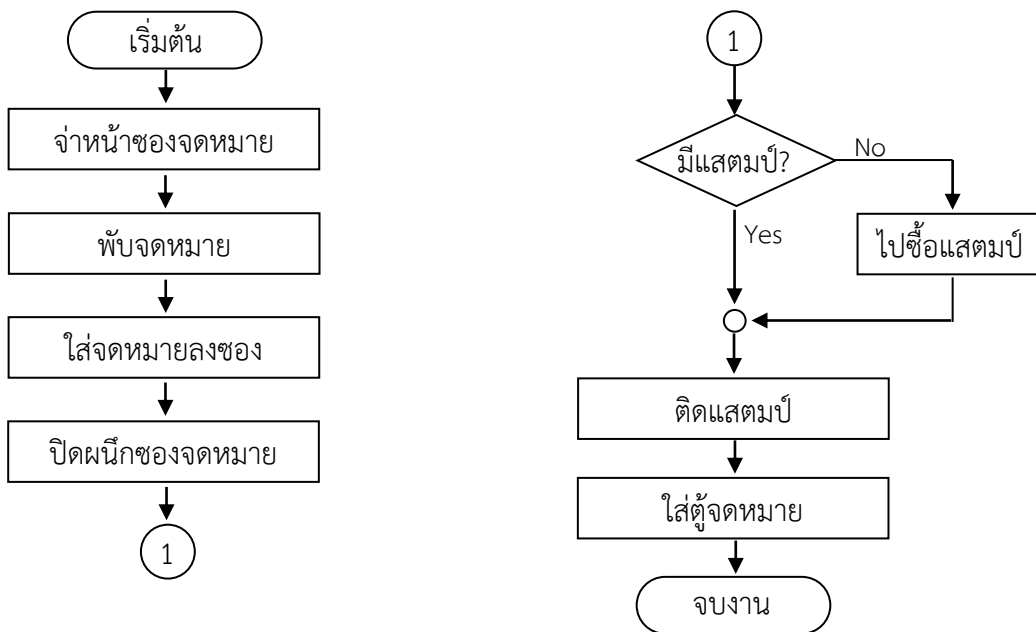 เริ่มต้น
จ่าหน้าซองจดหมาย
พับจดหมาย
ใส่จดหมายลงซอง
ปิดผนึกซองจดหมาย
1
1
มีแสตมป์?
No
Yes
ไปซื้อแสตมป์
ติดแสตมป์
ใส่ตู้จดหมาย
จบงาน